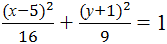 (x−5)²/16 + (y+1)²/9 = 1